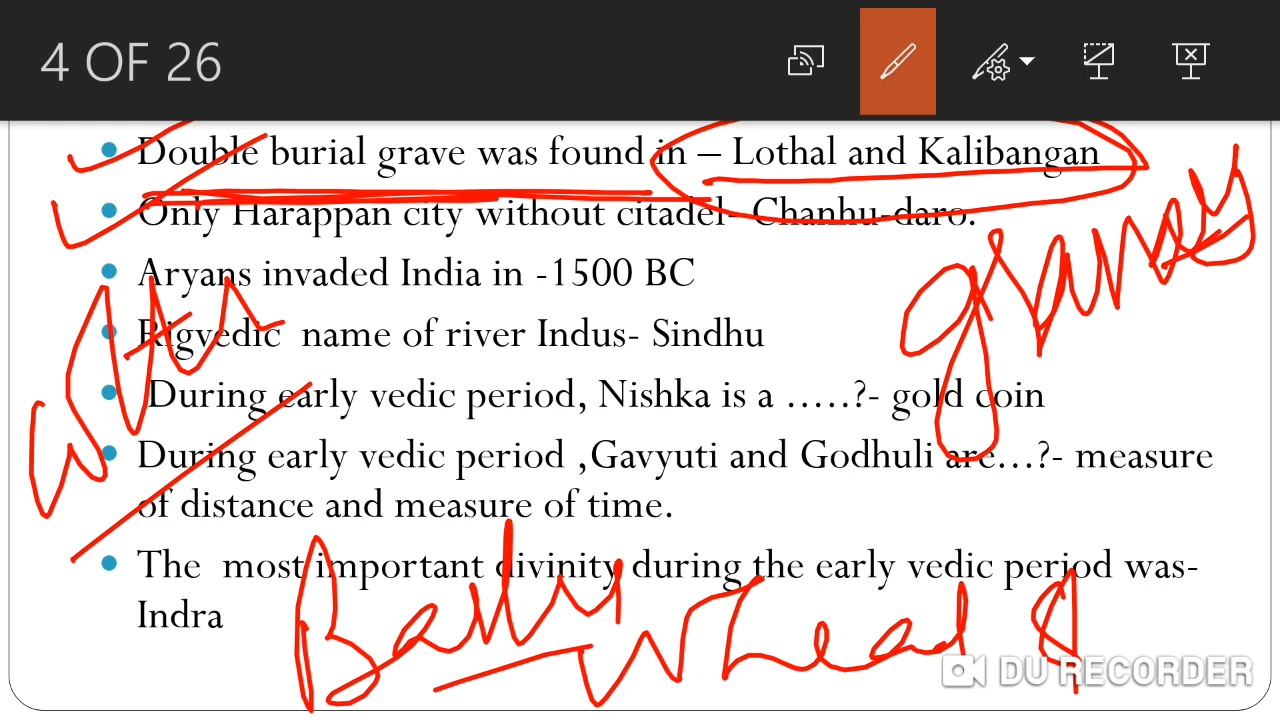 4 OF 26
• Double burial grave was found in – Lothal and Kalibangan
• Only Harappan city without citadel- Chanhu-daro.
• Aryans invaded India in -1500 BC
• Rigvedic name of river Indus- Sindhu
• During early vedic period, Nishka is a .....?- gold coin
• During early vedic period ,Gavyuti and Godhuli are...?- measure
of distance and measure of time.
• The most important divinity during the early vedic period was-
Indra
DU RECORDER